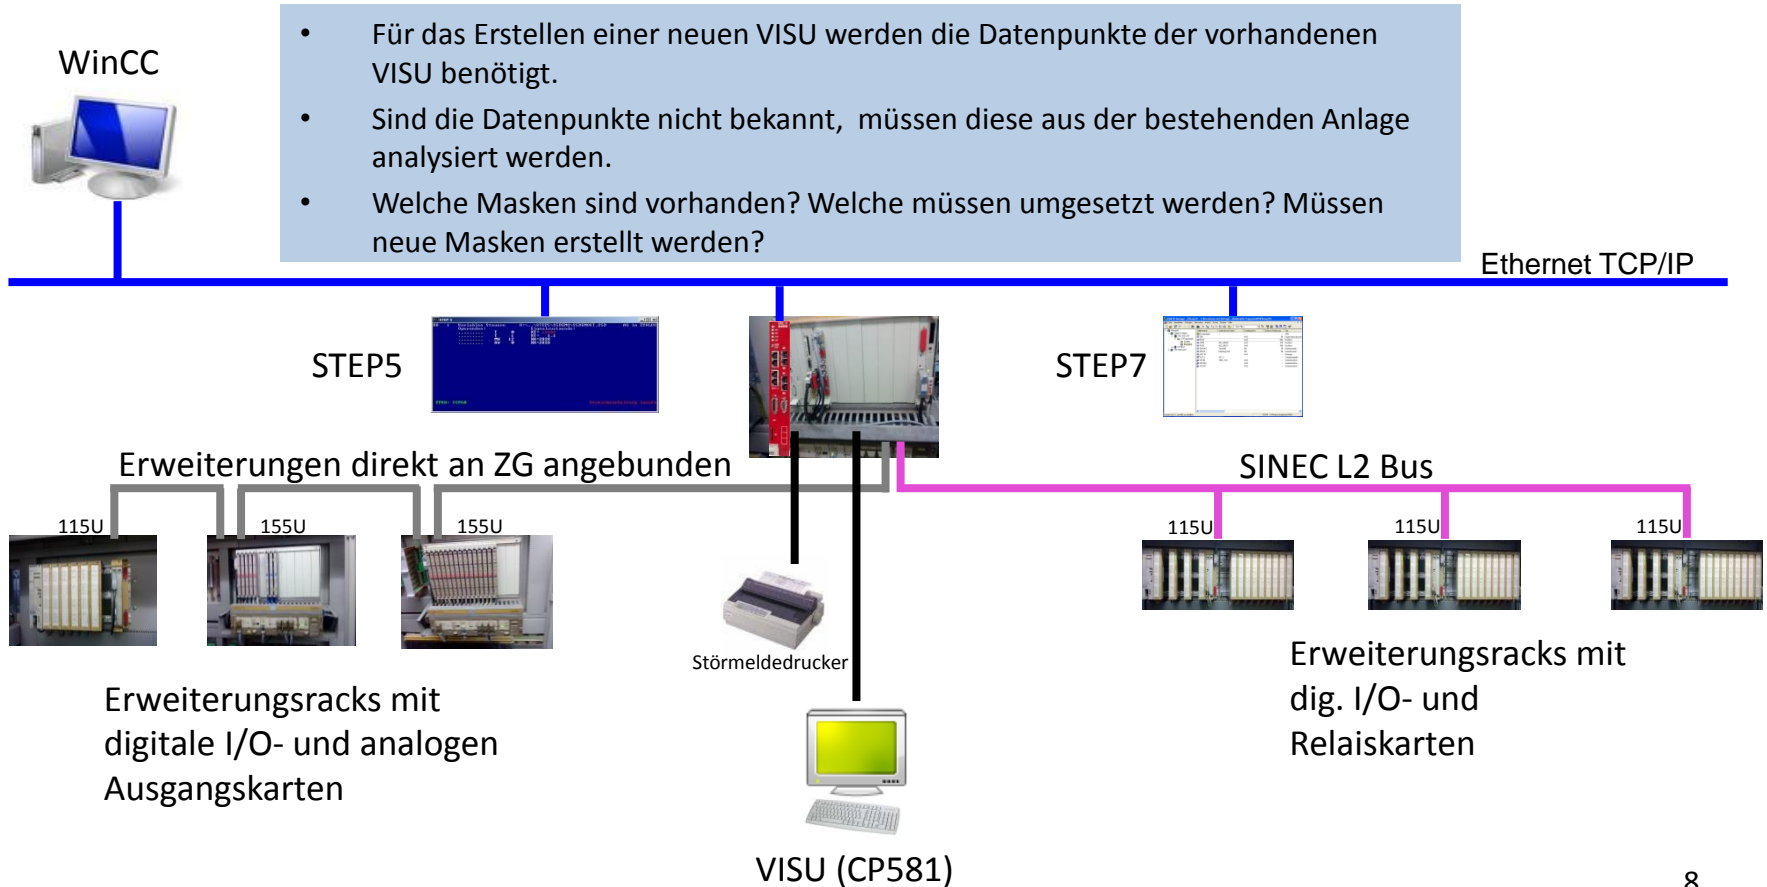 WinCC
• Für das Erstellen einer neuen VISU werden die Datenpunkte der vorhandenen
VISU benötigt.
• Sind die Datenpunkte nicht bekannt, müssen diese aus der bestehenden Anlage
analysiert werden.
• Welche Masken sind vorhanden? Welche müssen umgesetzt werden? Müssen
neue Masken erstellt werden?
Ethernet TCP/IP
STEP5
STEP7
Erweiterungen direkt an ZG angebunden
SINEC L2 Bus
115U
155U
155U
115U
115U
115U
Störmeldedrucker
Erweiterungsracks mit
digitale I/O- und analogen
Ausgangskarten
Erweiterungsracks mit
dig. I/O- und
Relaiskarten
VISU (CP581)
8